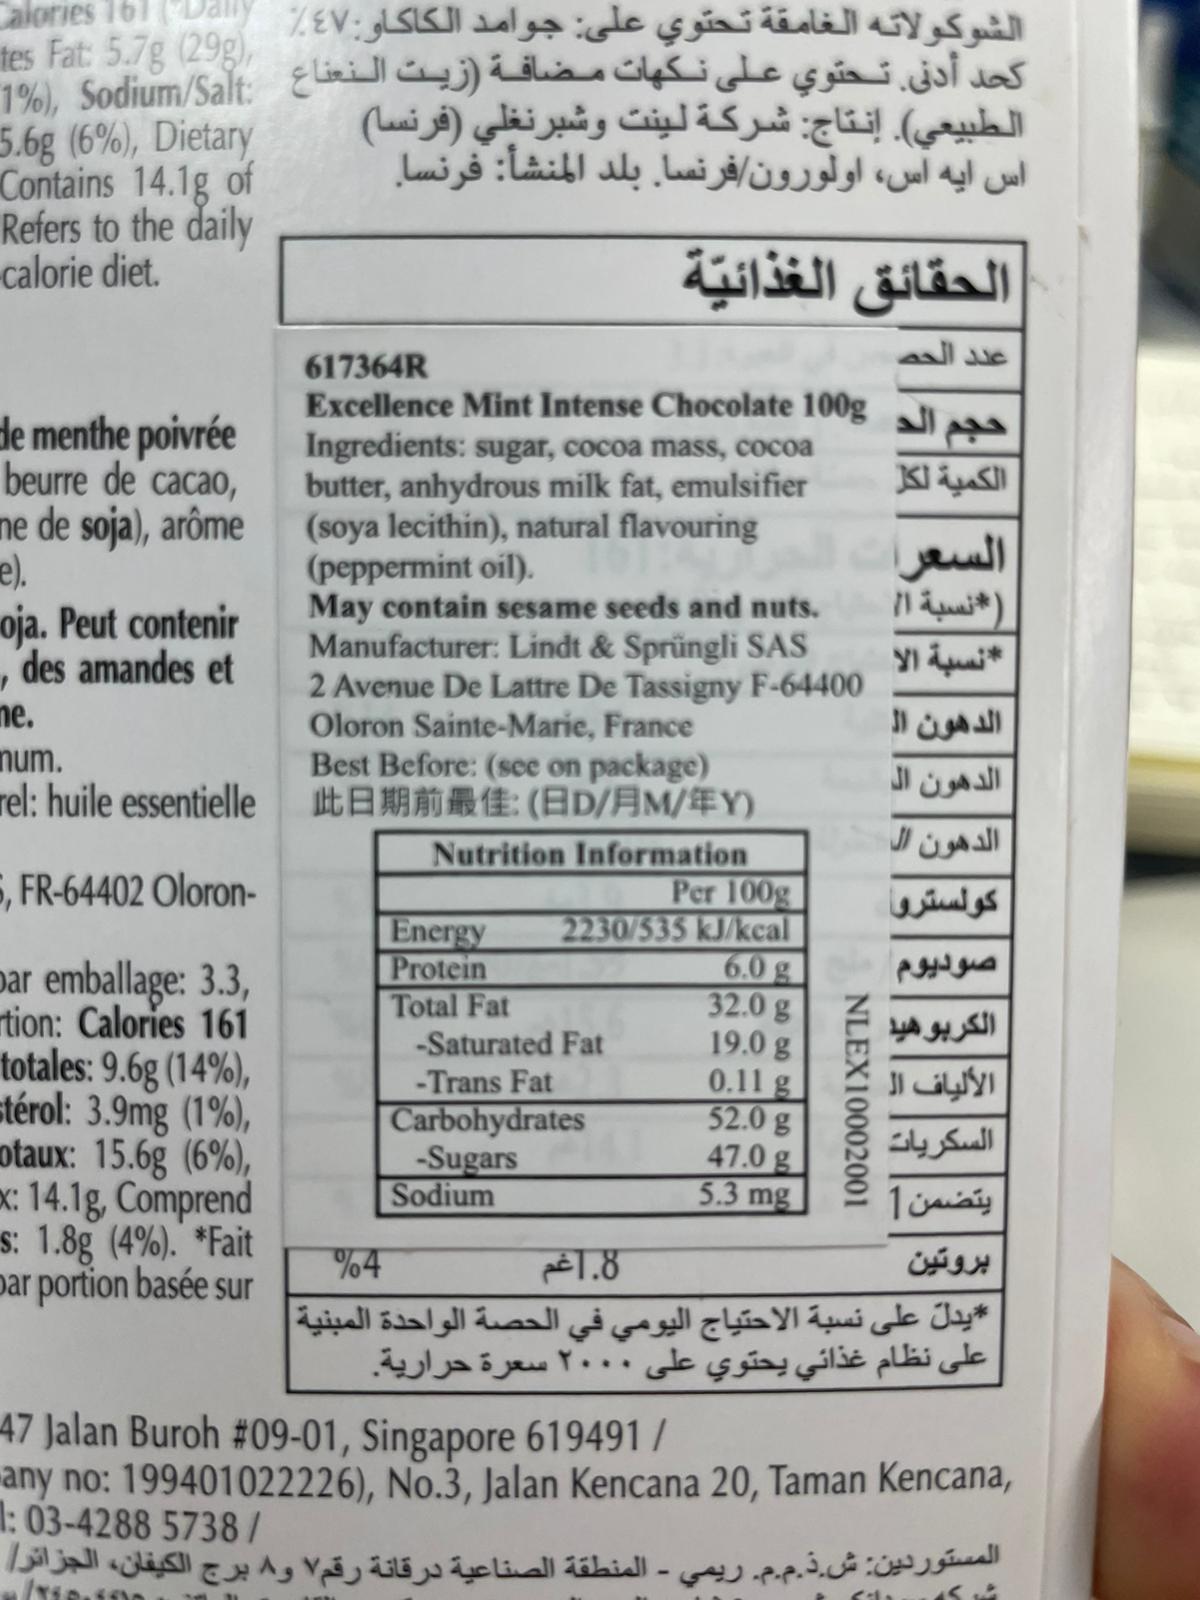 Calories 161 (*Daily
tes Fat: 5.7g (29g),
1%), Sodium/Salt:
5.6g (6%), Dietary
Contains 14.1g of
Refers to the daily
calorie diet.
de menthe poivrée
beurre de cacao,
ne de soja), arôme
e).
oja. Peut contenir
, des amandes et
ne.
num.
rel: huile essentielle
, FR-64402 Oloron-
par emballage: 3.3,
rtion: Calories 161
totales: 9.6g (14%),
stérol: 3.9mg (1%),
otaux: 15.6g (6%),
x: 14.1g, Comprend
s: 1.8g (4%). *Fait
par portion basée sur
الشوكولاته الغامقة تحتوي على: جوامد الكاكاو: ٤٧٪
كحد أدنى. تحتوي على نكهات مضافة (زيت النعناع
الطبيعي). إنتاج: شركة لينت وشبرنغلي (فرنسا)
اس ايه اس، اولورون/فرنسا. بلد المنشأ: فرنسا.
الحقائق الغذائيّة
عدد الحص
حجم الح
الكمية لكل
السعر
(*نسبة ال
*نسبة الا
الدهون ال
الدهون ال
الدهون ال
كولسترو
صوديوم
الكربوهيد
الألياف ال
السكريات
يتضمن 1
بروتين 1.8غم %4
*يدلّ على نسبة الاحتياج اليومي في الحصة الواحدة المبنية
على نظام غذائي يحتوي على ٢٠٠٠ سعرة حرارية.
617364R
Excellence Mint Intense Chocolate 100g
Ingredients: sugar, cocoa mass, cocoa
butter, anhydrous milk fat, emulsifier
(soya lecithin), natural flavouring
(peppermint oil).
May contain sesame seeds and nuts.
Manufacturer: Lindt & Sprüngli SAS
2 Avenue De Lattre De Tassigny F-64400
Oloron Sainte-Marie, France
Best Before: (see on package)
此日期前最佳: (日D/月M/年Y)
Nutrition Information
Per 100g
Energy 2230/535 kJ/kcal
Protein 6.0 g
Total Fat 32.0 g
-Saturated Fat 19.0 g
-Trans Fat 0.11 g
Carbohydrates 52.0 g
-Sugars 47.0 g
Sodium 5.3 mg
NLEX10002001
47 Jalan Buroh #09-01, Singapore 619491 /
any no: 199401022226), No.3, Jalan Kencana 20, Taman Kencana,
l: 03-4288 5738 /
المستوردين: ش.ذ.م.م. ريمي - المنطقة الصناعية درقانة رقم٧ و٨ برج الكيفان، الجزائر/